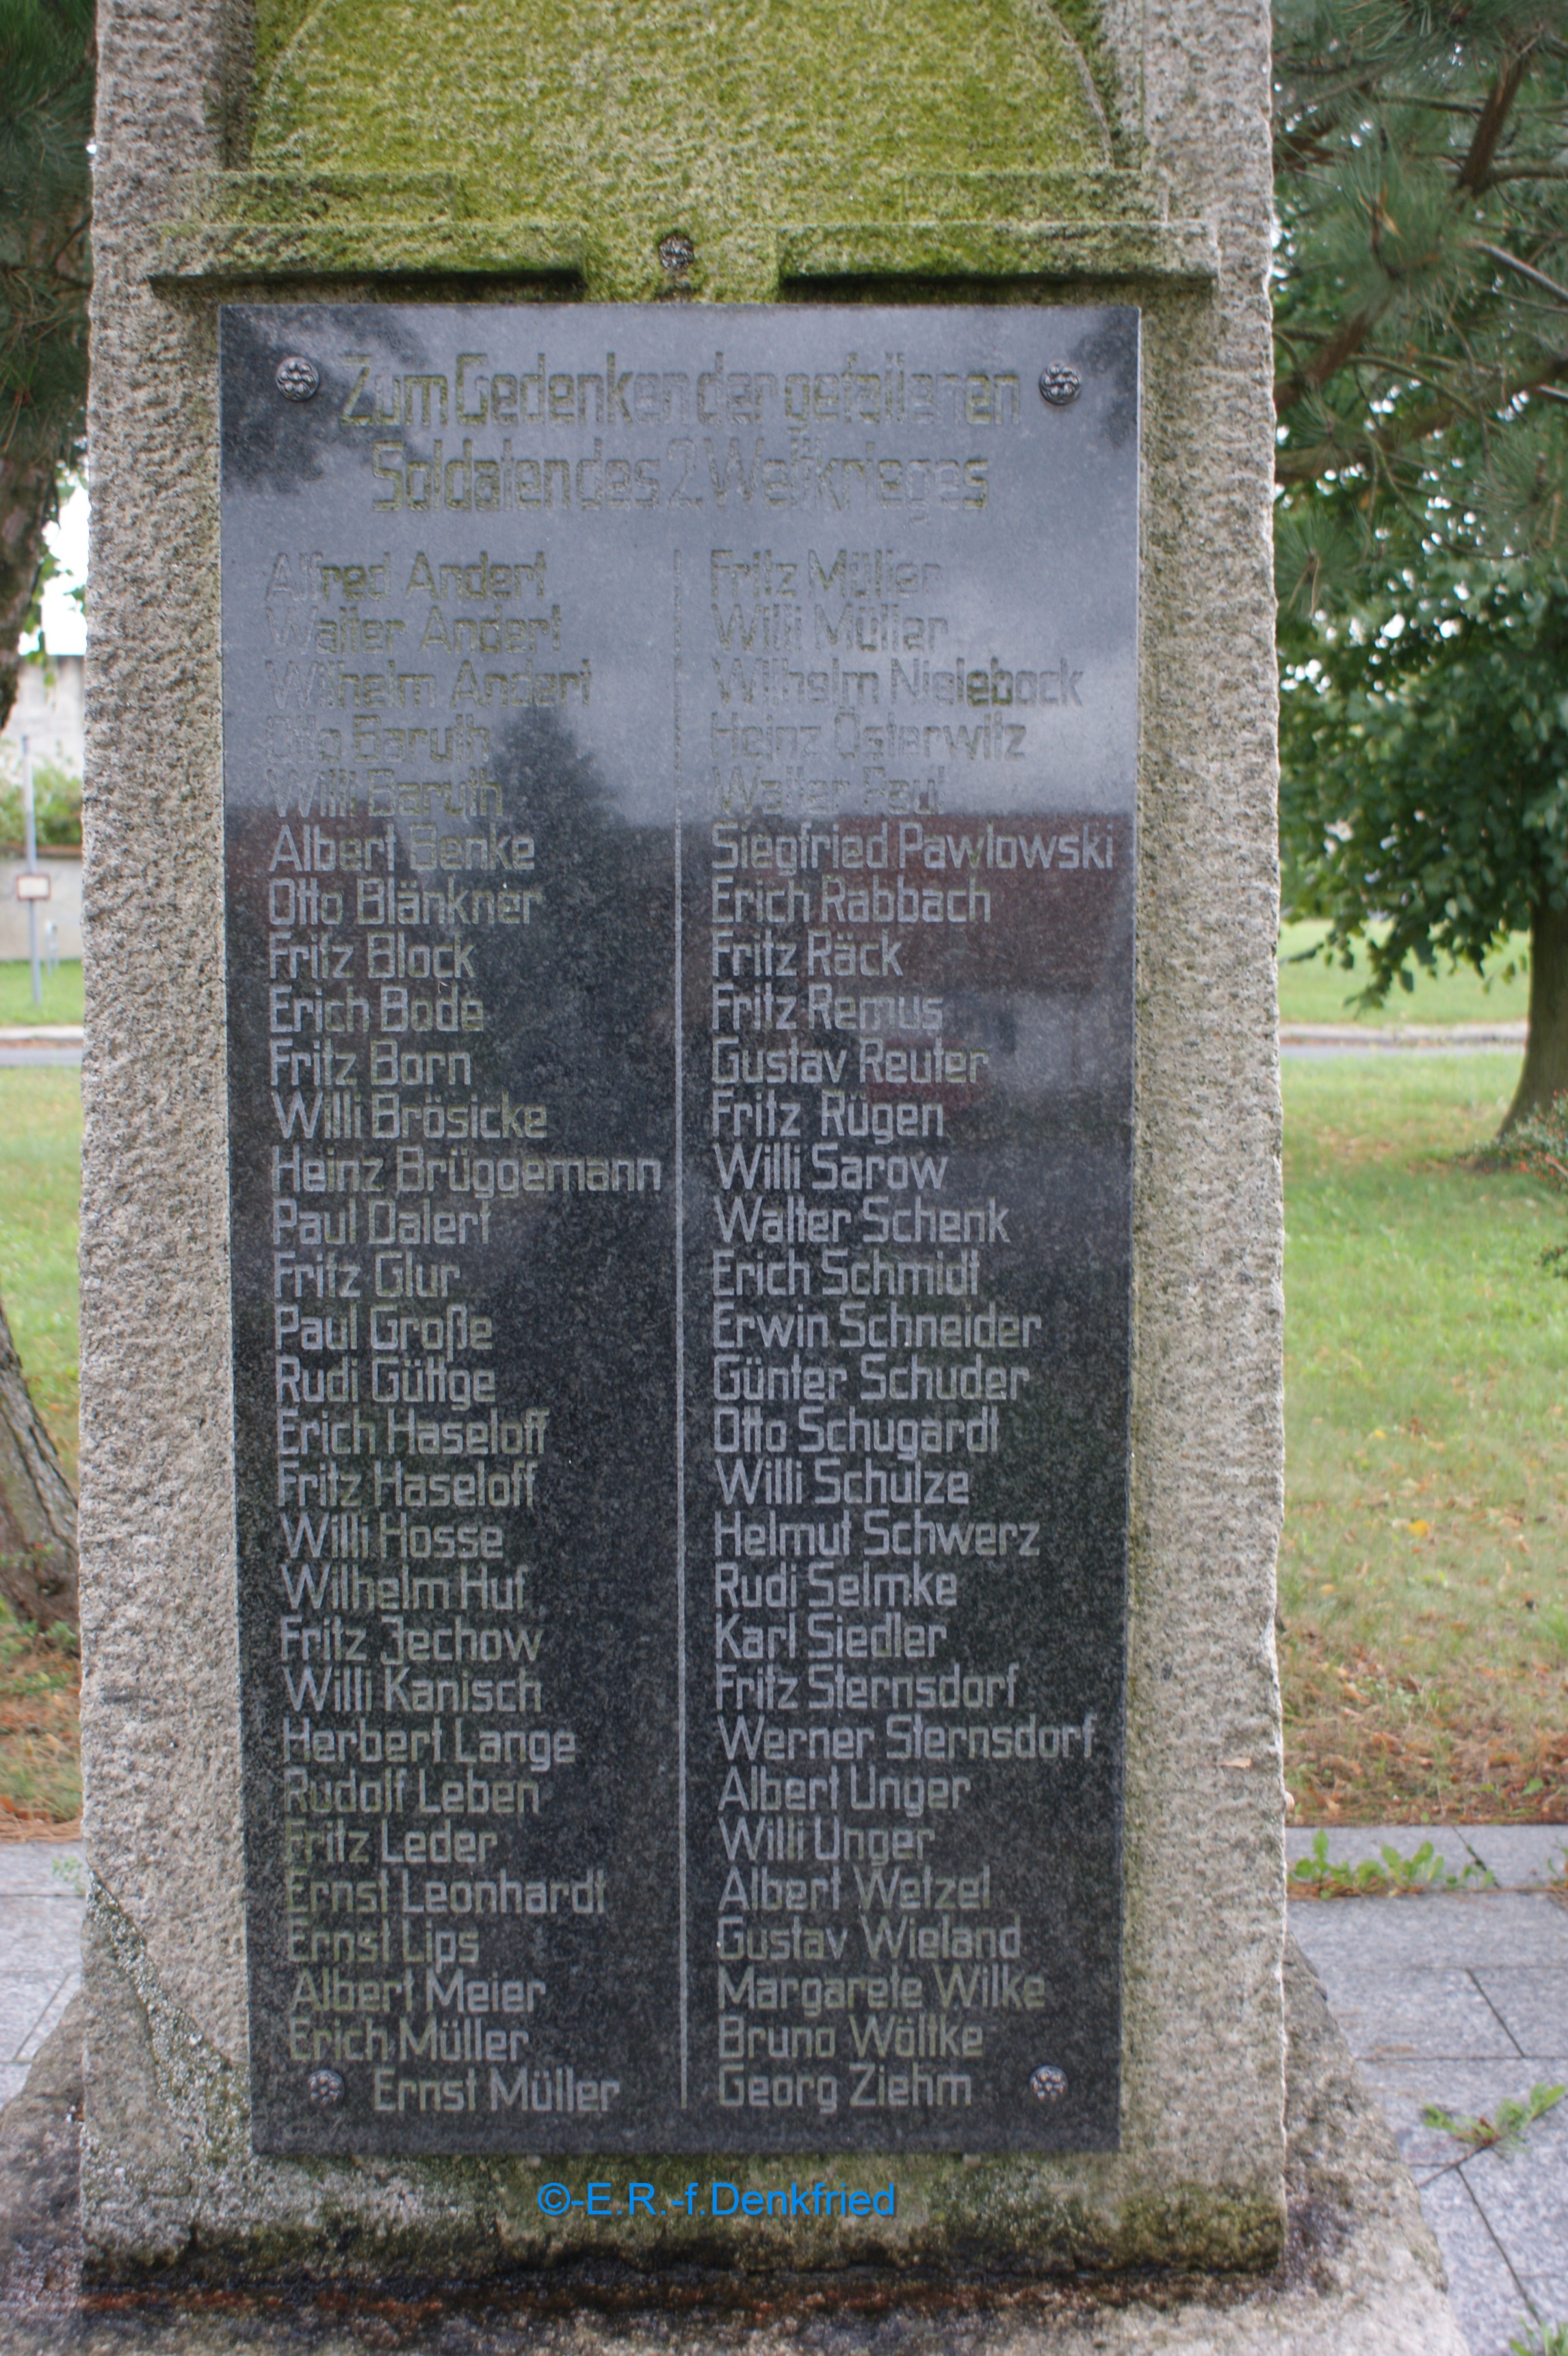 Zum Gedenken der gefallenen
Soldaten des 2. Weltkrieges
Alfred Andert
Walter Andert
Wilhelm Andert
Otto Baruth
Willi Baruth
Albert Benke
Otto Blänkner
Fritz Block
Erich Bode
Fritz Born
Willi Brösicke
Heinz Brüggemann
Paul Dalert
Fritz Glur
Paul Große
Rudi Güttge
Erich Haseloff
Fritz Haseloff
Willi Hosse
Wilhelm Huf
Fritz Jechow
Willi Kanisch
Herbert Lange
Rudolf Leben
Fritz Leder
Ernst Leonhardt
Ernst Lips
Albert Meier
Erich Müller
Ernst Müller
Fritz Müller
Willi Müller
Wilhelm Nielebock
Heinz Osterwitz
Walter Paul
Siegfried Pawlowski
Erich Rabbach
Fritz Räck
Fritz Remus
Gustav Reuter
Fritz Rügen
Willi Sarow
Walter Schenk
Erich Schmidt
Erwin Schneider
Günter Schuder
Otto Schugardt
Willi Schulze
Helmut Schwerz
Rudi Selmke
Karl Siedler
Fritz Sternsdorf
Werner Sternsdorf
Albert Unger
Willi Unger
Albert Wetzel
Gustav Wieland
Margarete Wilke
Bruno Wöltke
Georg Ziehm
©-E.R.-f.Denkfried